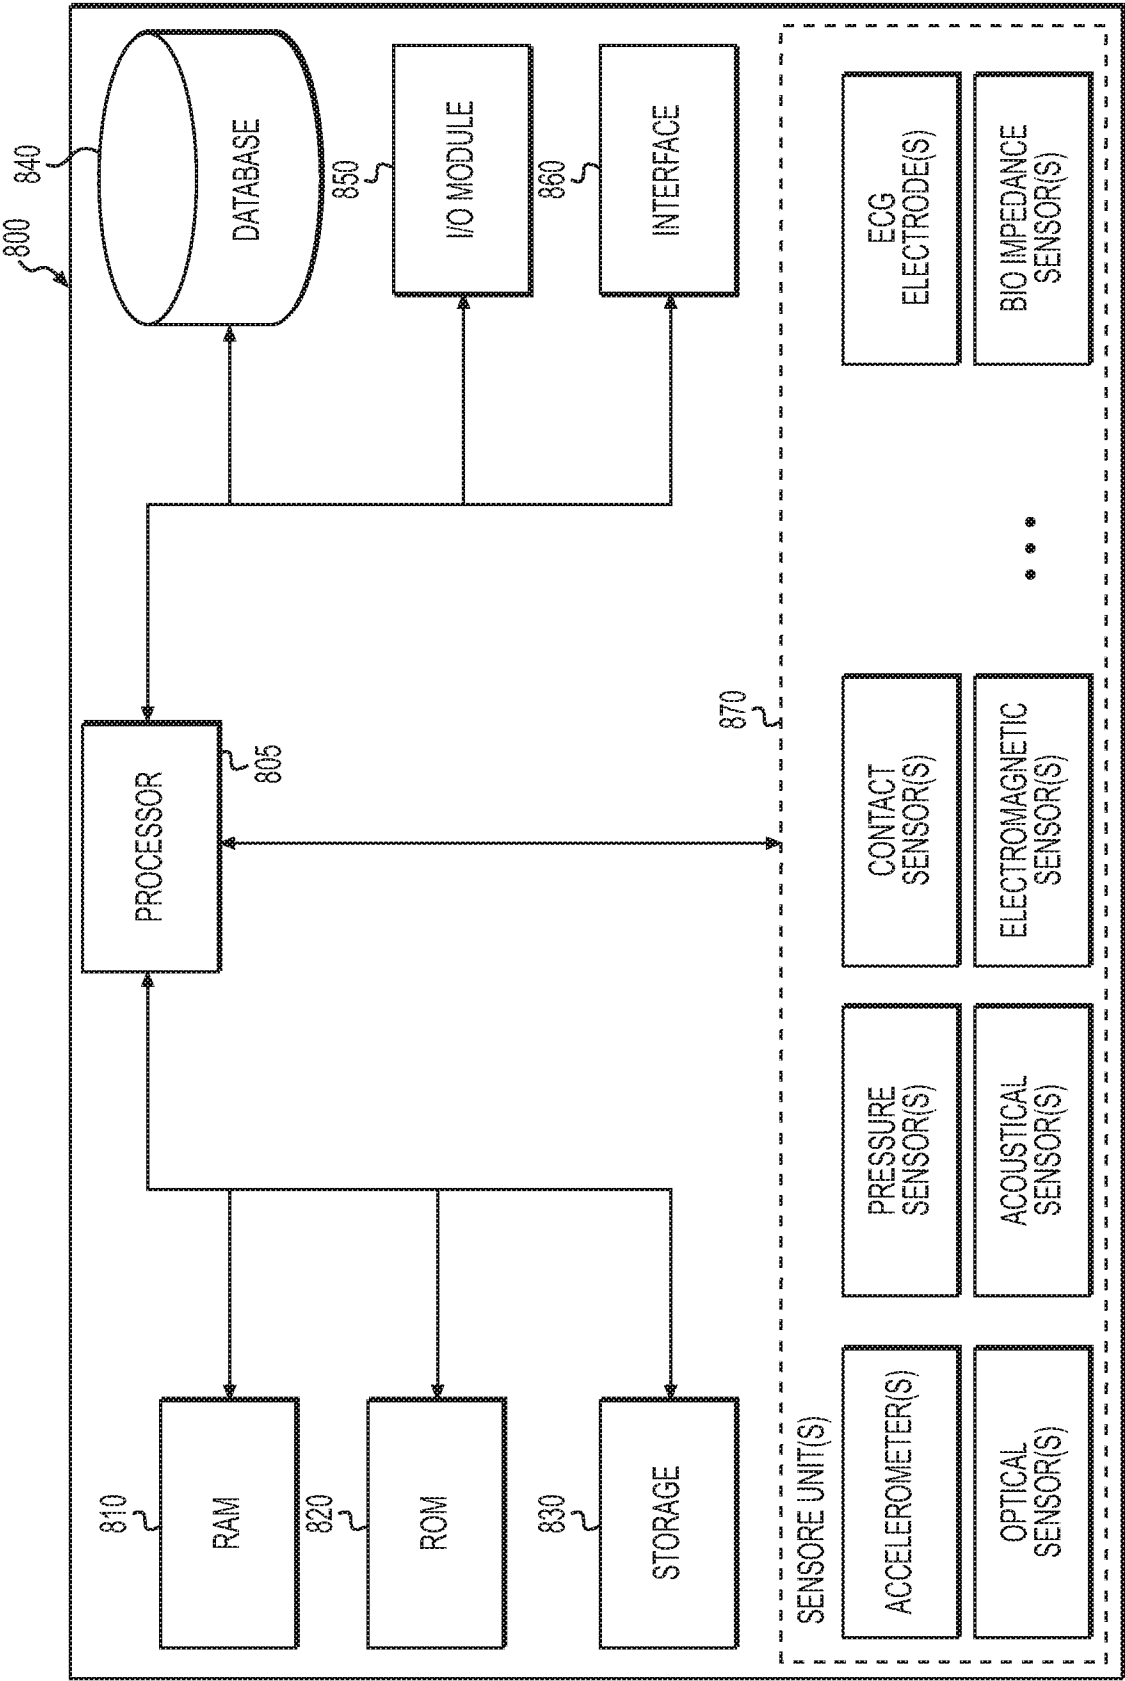 800
810
RAM
820
ROM
830
STORAGE
PROCESSOR
805
840
DATABASE
850
I/O MODULE
860
INTERFACE
870
SENSORE UNIT(S)
ACCELEROMETER(S)
PRESSURE
SENSOR(S)
CONTACT
SENSOR(S)
ECG
ELECTRODE(S)
OPTICAL
SENSOR(S)
ACOUSTICAL
SENSOR(S)
ELECTROMAGNETIC
SENSOR(S)
BIO IMPEDANCE
SENSOR(S)